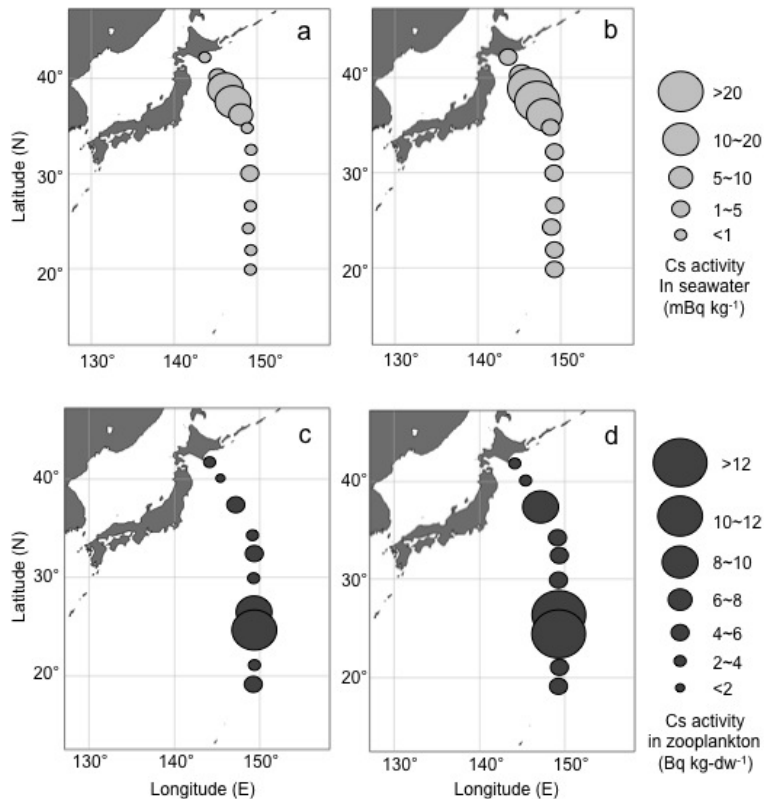 a
b
40°
30°
20°
Latitude (N)
130°
140°
150°
40°
30°
20°
130°
140°
150°
>20
10~20
5~10
1~5
<1
Cs activity
In seawater
(mBq kg⁻¹)
c
d
40°
30°
20°
Latitude (N)
130°
140°
150°
Longitude (E)
40°
30°
20°
130°
140°
150°
Longitude (E)
>12
10~12
8~10
6~8
4~6
2~4
<2
Cs activity
in zooplankton
(Bq kg-dw⁻¹)